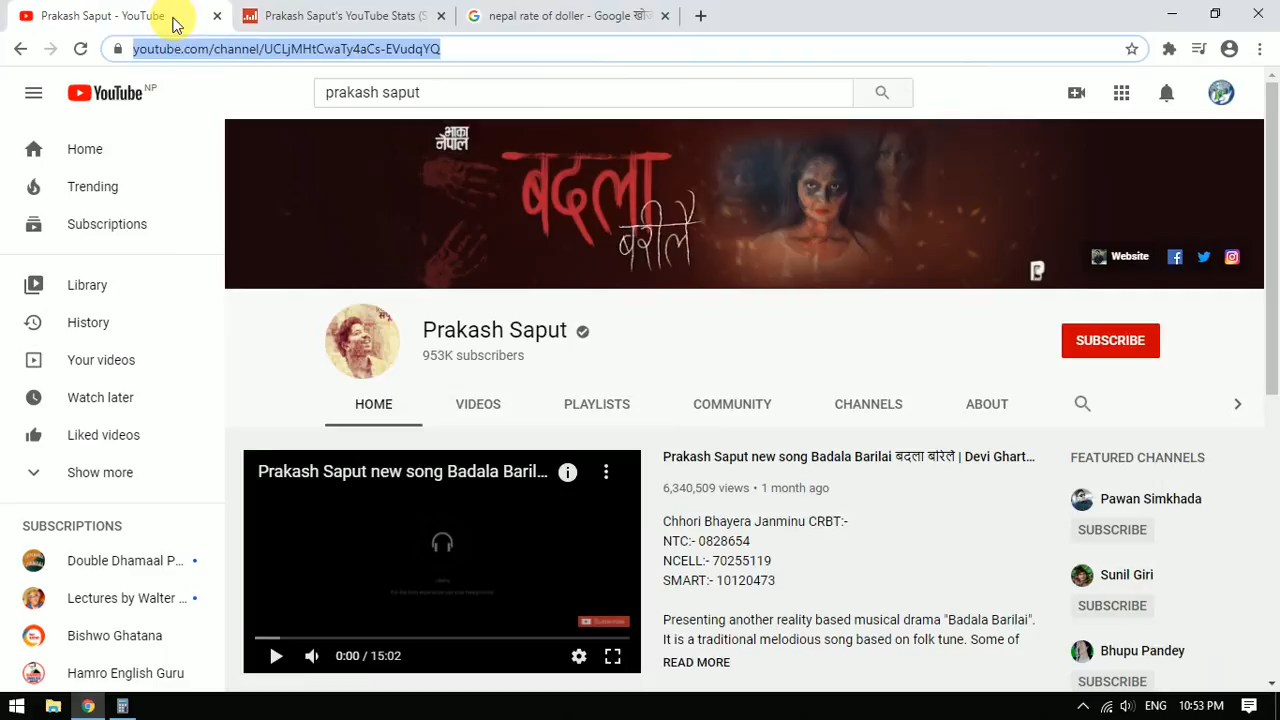 Prakash Saput - YouTube
Prakash Saput's YouTube Stats (S
nepal rate of doller - Google खोज
youtube.com/channel/UCLjMHtCwaTy4aCs-EVudqYQ
YouTube NP
prakash saput
Home
Trending
Subscriptions
Library
History
Your videos
Watch later
Liked videos
Show more
SUBSCRIPTIONS
Double Dhamaal P...
Lectures by Walter ...
Bishwo Ghatana
Hamro English Guru
भाका नेपाल
बदला
बरीलै
Website
Prakash Saput
953K subscribers
SUBSCRIBE
HOME
VIDEOS
PLAYLISTS
COMMUNITY
CHANNELS
ABOUT
Prakash Saput new song Badala Baril...
Subscribe
0:00 / 15:02
Prakash Saput new song Badala Barilai बदला बरिलै | Devi Ghart...
6,340,509 views • 1 month ago
Chhori Bhayera Janminu CRBT:-
NTC:- 0828654
NCELL:- 70255119
SMART:- 10120473
Presenting another reality based musical drama "Badala Barilai".
It is a traditional melodious song based on folk tune. Some of
READ MORE
FEATURED CHANNELS
Pawan Simkhada
SUBSCRIBE
Sunil Giri
SUBSCRIBE
Bhupu Pandey
SUBSCRIBE
ENG
10:53 PM